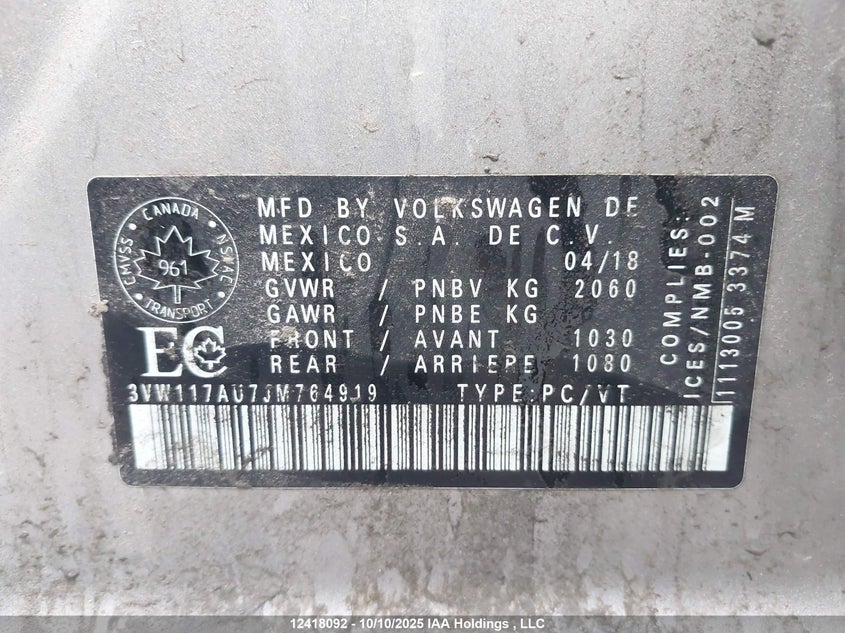 CANADA
CMVSS
NSVAC
961
TRANSPORT
MFD BY VOLKSWAGEN DE
MEXICO S.A. DE C.V.
MEXICO 04/18
GVWR / PNBV KG 2060
GAWR / PNBE KG
FRONT / AVANT 1030
REAR / ARRIEPE 1080
EC
3VW117AU7JM764919 TYPE PC/VT
COMPLIES:
ICES/NMB-002
1113005 3374 M
12418092 - 10/10/2025 IAA Holdings , LLC